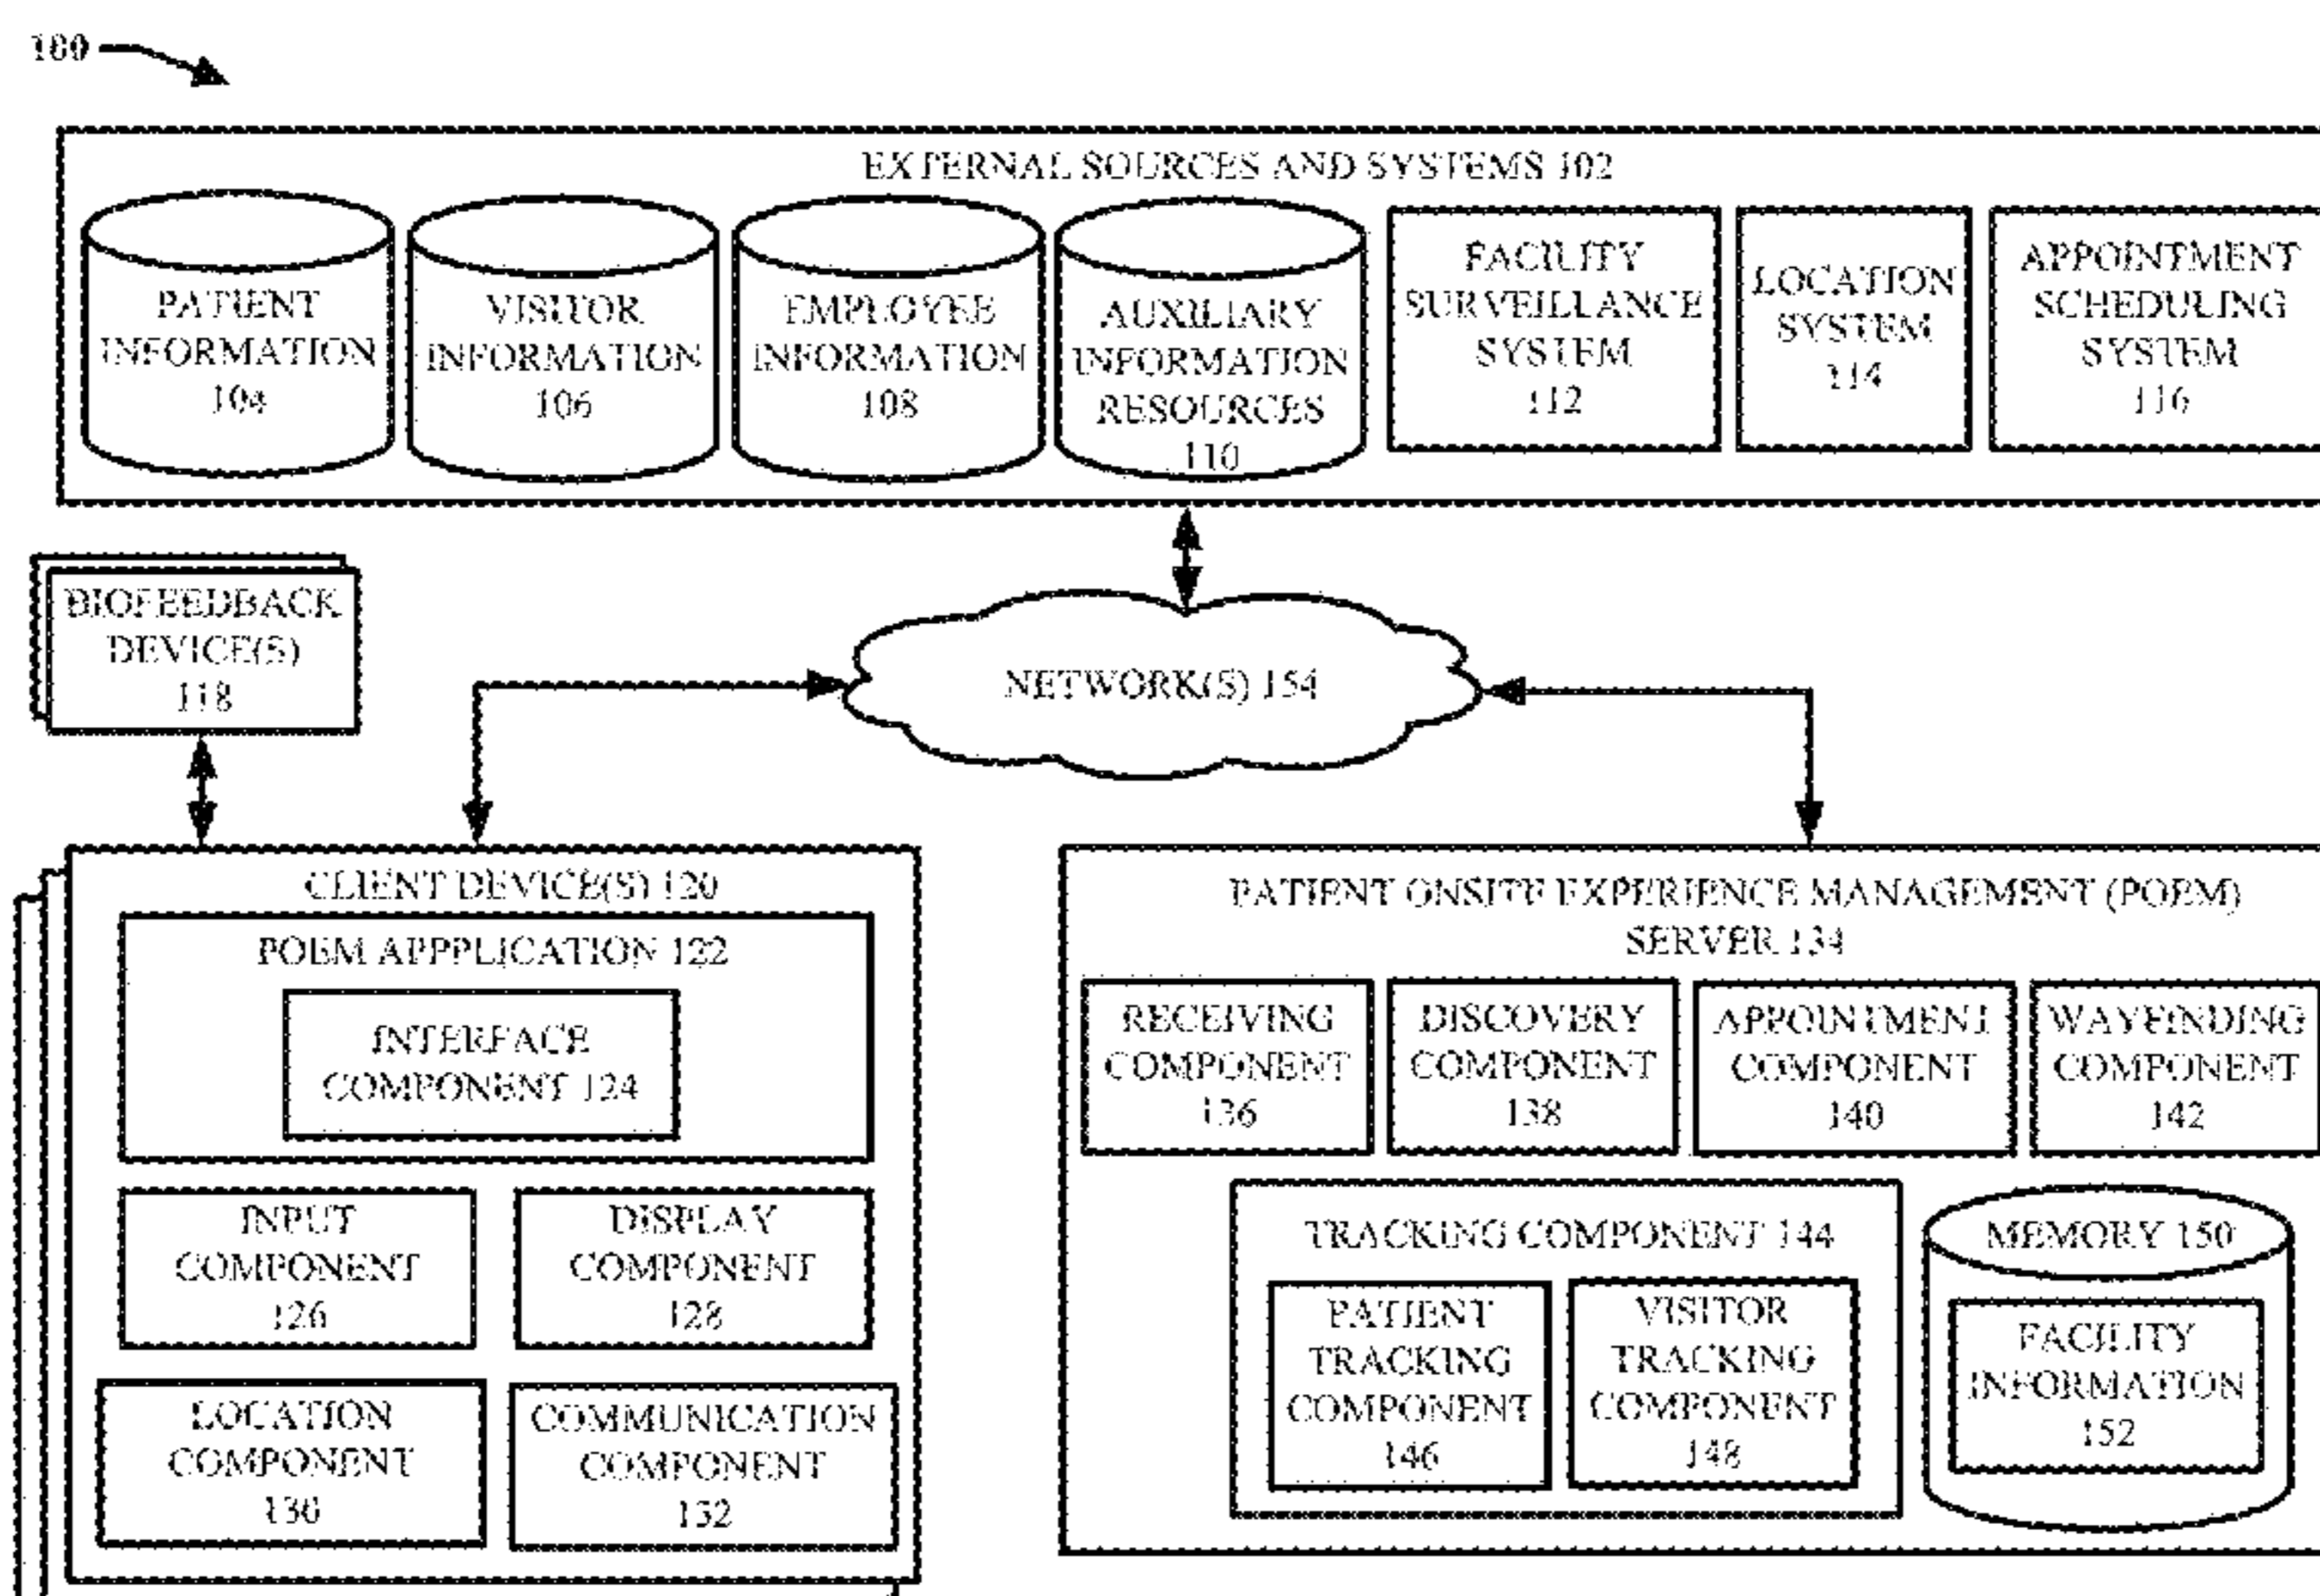 100
EXTERNAL SOURCES AND SYSTEMS 102
PATIENT
INFORMATION
104
VISITOR
INFORMATION
106
EMPLOYEE
INFORMATION
108
AUXILIARY
INFORMATION
RESOURCES
110
FACILITY
SURVEILLANCE
SYSTEM
112
LOCATION
SYSTEM
114
APPOINTMENT
SCHEDULING
SYSTEM
116
BIOFEEDBACK
DEVICE(S)
118
NETWORK(S) 154
CLIENT DEVICE(S) 120
POEM APPPLICATION 122
INTERFACE
COMPONENT 124
INPUT
COMPONENT
126
DISPLAY
COMPONENT
128
LOCATION
COMPONENT
130
COMMUNICATION
COMPONENT
132
PATIENT ONSITE EXPERIENCE MANAGEMENT (POEM)
SERVER 134
RECEIVING
COMPONENT
136
DISCOVERY
COMPONENT
138
APPOINTMENT
COMPONENT
140
WAYFINDING
COMPONENT
142
TRACKING COMPONENT 144
PATIENT
TRACKING
COMPONENT
146
VISITOR
TRACKING
COMPONENT
148
MEMORY 150
FACILITY
INFORMATION
152